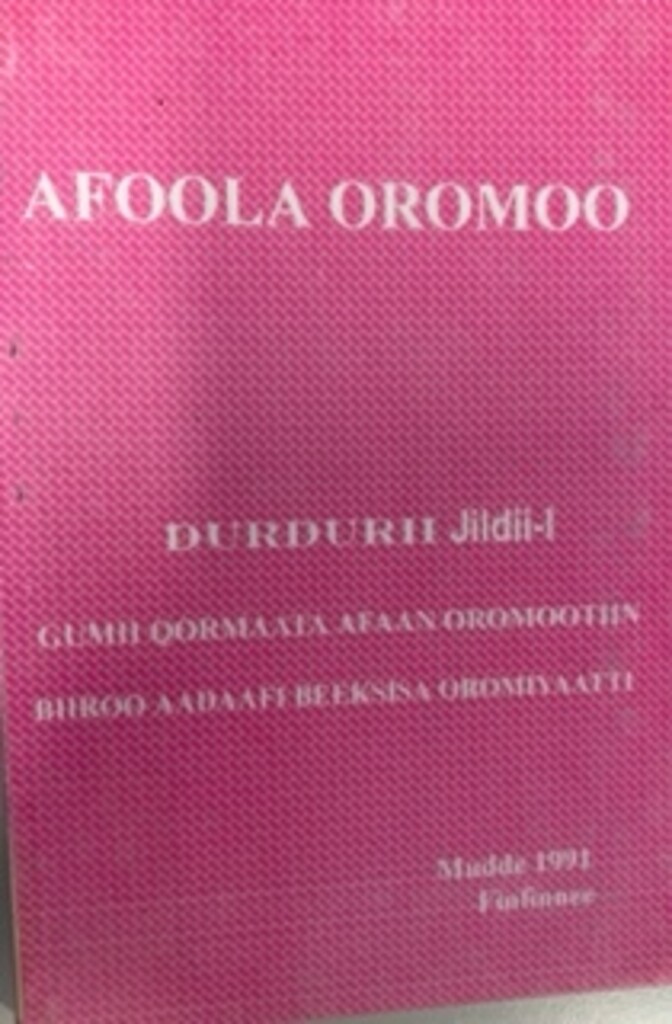 AFOOLA OROMOO
DURDURII Jildii-I
GUMII QORMAATA AFAAN OROMOOTIIN
BIIROO AADAAFI BEEKSISA OROMIYAATTI
Mudde 1991
Finfinnee